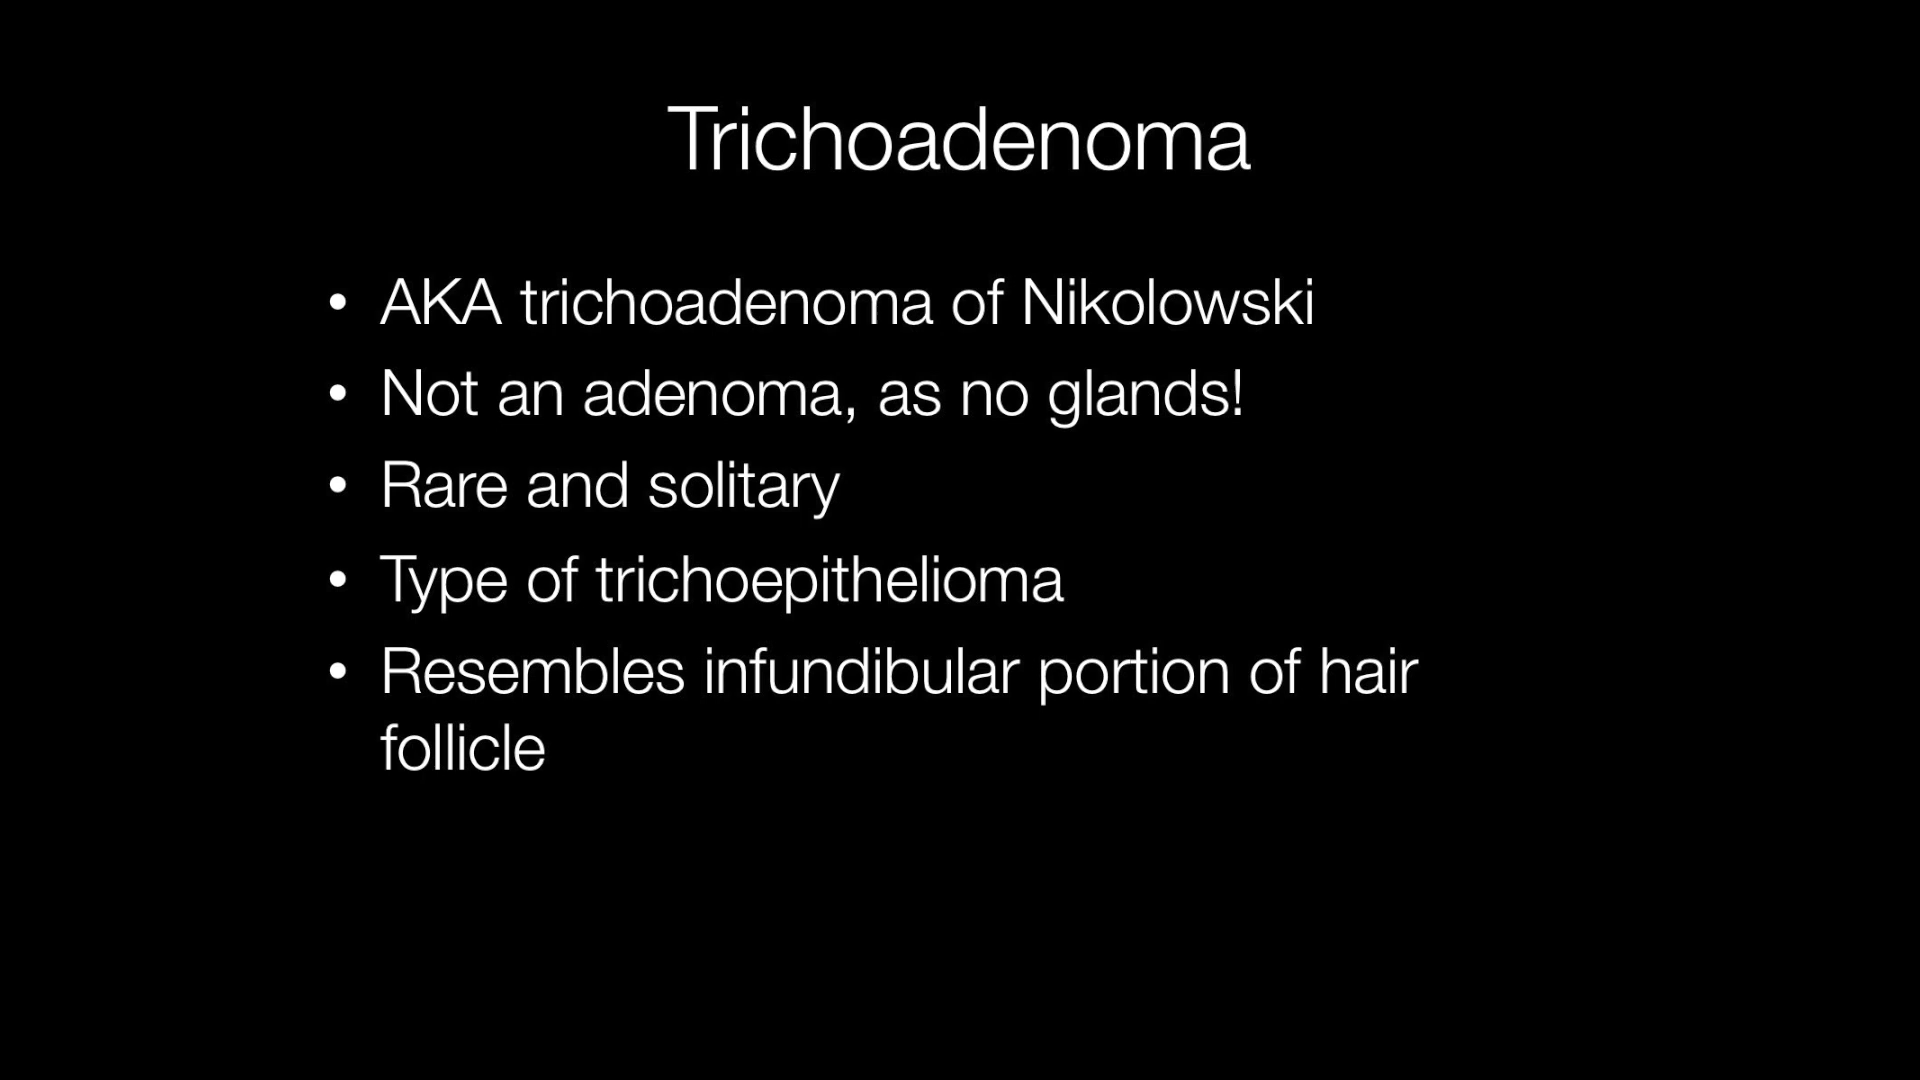 Trichoadenoma
• AKA trichoadenoma of Nikolowski
• Not an adenoma, as no glands!
• Rare and solitary
• Type of trichoepithelioma
• Resembles infundibular portion of hair
follicle